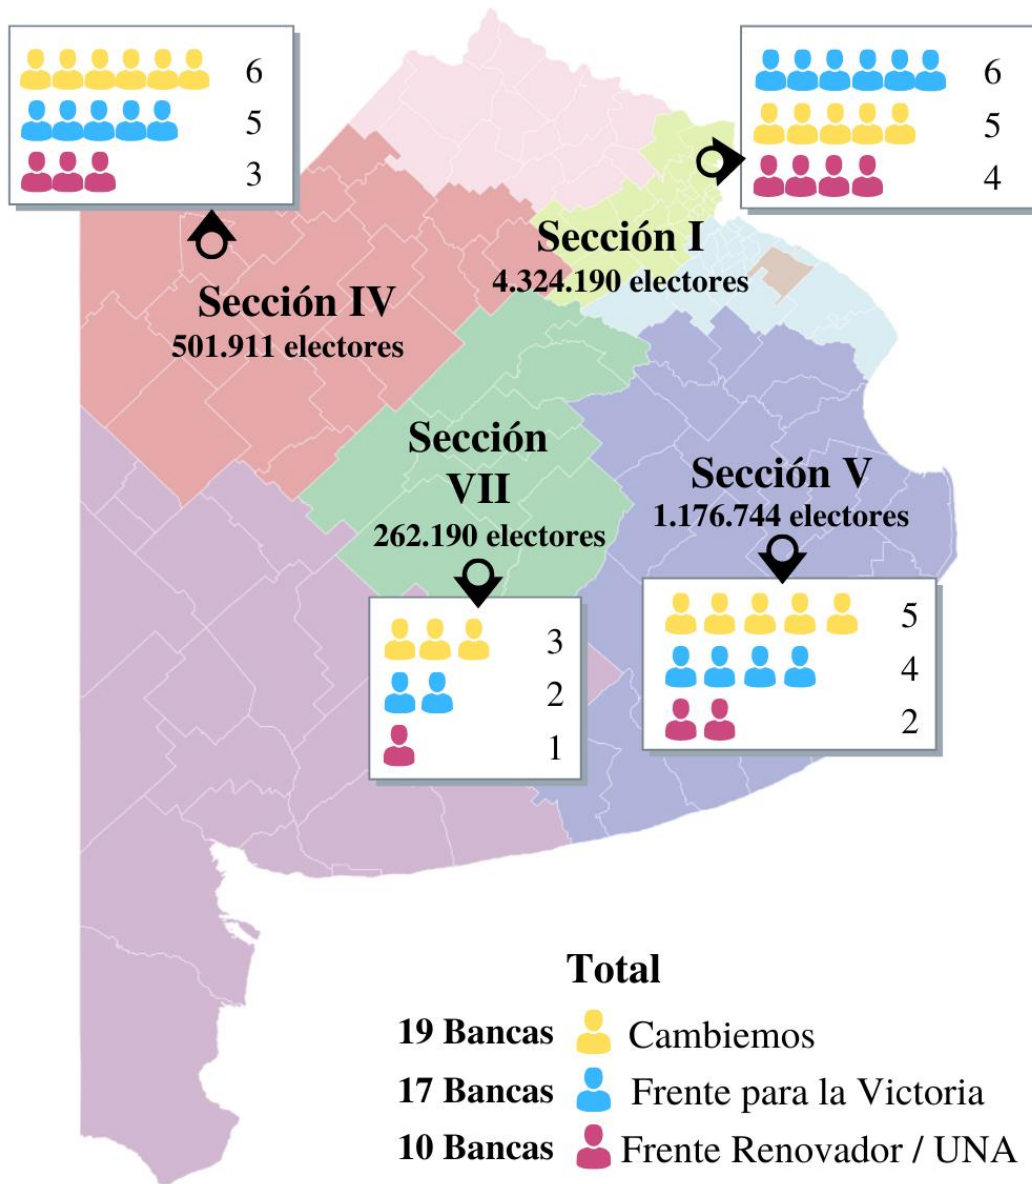 6
5
3
6
5
4
Sección I
4.324.190 electores
Sección IV
501.911 electores
Sección
VII
262.190 electores
Sección V
1.176.744 electores
3
2
1
5
4
2
Total
19 Bancas Cambiemos
17 Bancas Frente para la Victoria
10 Bancas Frente Renovador / UNA